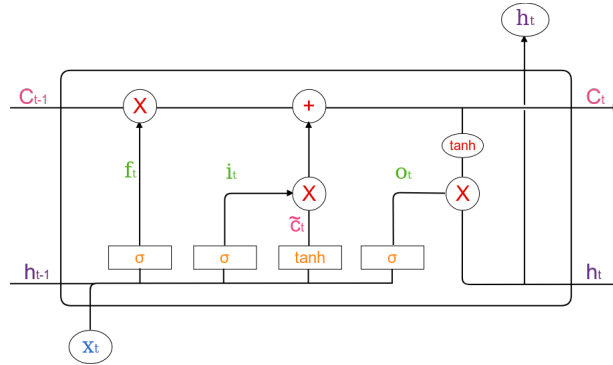 hₜ
Cₜ₋₁ X + Cₜ
tanh
fₜ iₜ X oₜ X
c̃ₜ
σ σ tanh σ
hₜ₋₁ hₜ
xₜ